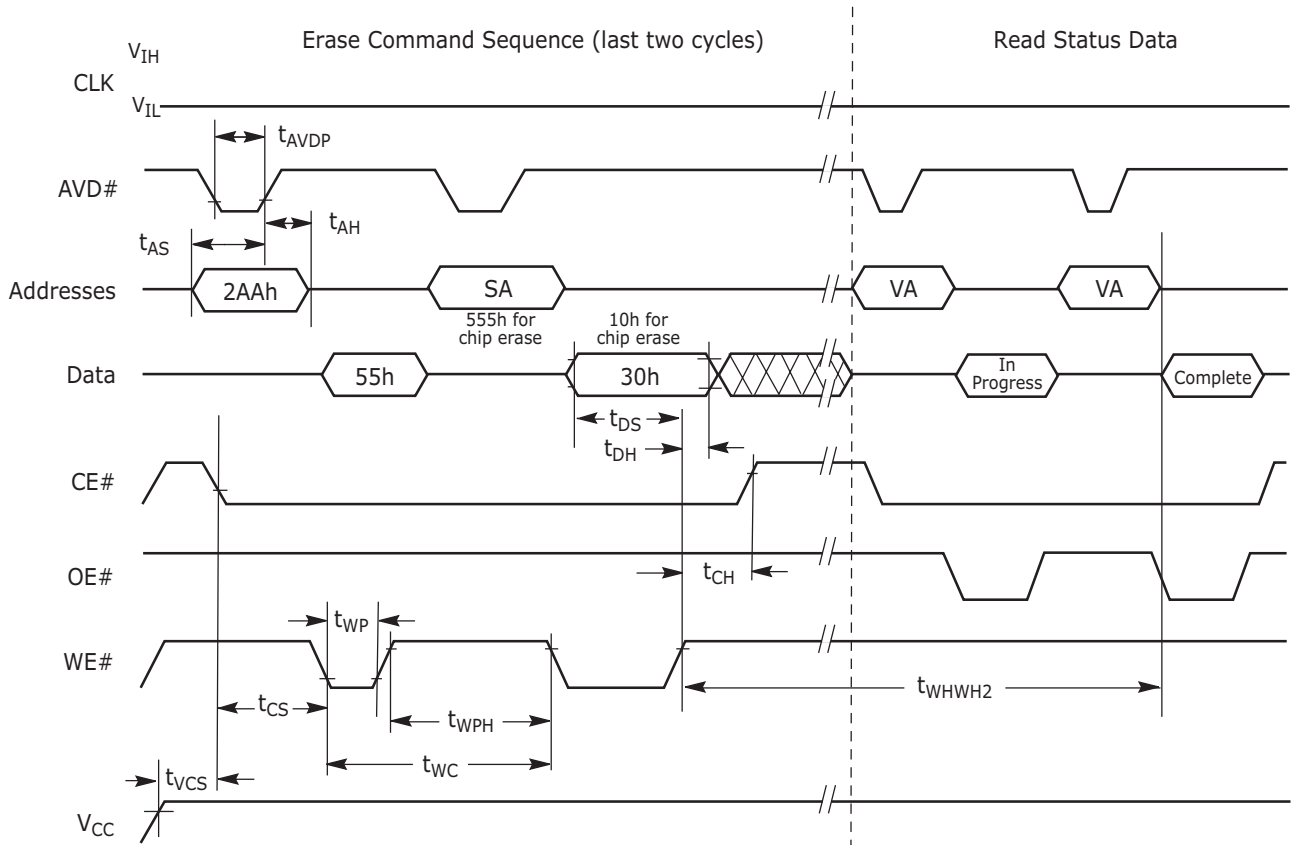 Erase Command Sequence (last two cycles)
Read Status Data
VIH
CLK
VIL
tAVDP
AVD#
tAH
tAS
Addresses
2AAh
SA
VA
VA
555h for
chip erase
10h for
chip erase
Data
55h
30h
In
Progress
Complete
tDS
tDH
CE#
OE#
tCH
tWP
WE#
tWHWH2
tCS
tWPH
tWC
tVCS
VCC